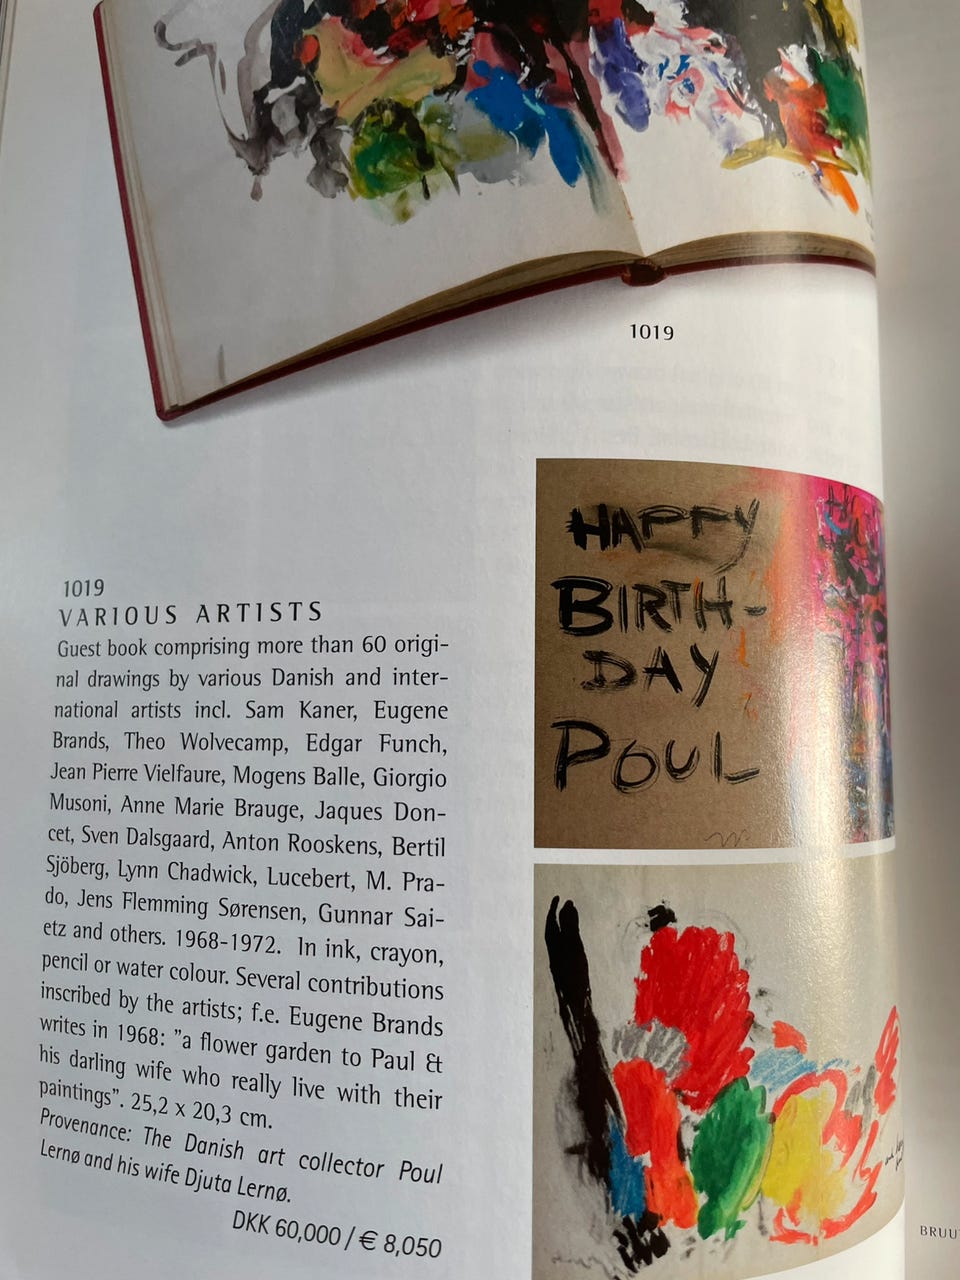 1019
HAPPY
BIRTH-
DAY
POUL
1019
VARIOUS ARTISTS
Guest book comprising more than 60 origi-
nal drawings by various Danish and inter-
national artists incl. Sam Kaner, Eugene
Brands, Theo Wolvecamp, Edgar Funch,
Jean Pierre Vielfaure, Mogens Balle, Giorgio
Musoni, Anne Marie Brauge, Jaques Don-
cet, Sven Dalsgaard, Anton Rooskens, Bertil
Sjöberg, Lynn Chadwick, Lucebert, M. Pra-
do, Jens Flemming Sørensen, Gunnar Sai-
etz and others. 1968-1972. In ink, crayon,
pencil or water colour. Several contributions
inscribed by the artists; f.e. Eugene Brands
writes in 1968: "a flower garden to Paul &
his darling wife who really live with their
paintings". 25,2 x 20,3 cm.
Provenance: The Danish art collector Poul
Lernø and his wife Djuta Lernø.
DKK 60,000 / € 8,050